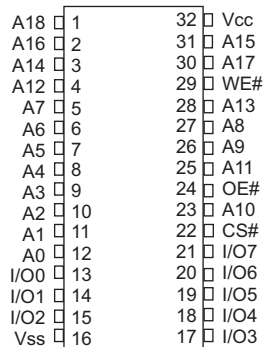 A18 1 32 Vcc
A16 2 31 A15
A14 3 30 A17
A12 4 29 WE#
A7 5 28 A13
A6 6 27 A8
A5 7 26 A9
A4 8 25 A11
A3 9 24 OE#
A2 10 23 A10
A1 11 22 CS#
A0 12 21 I/O7
I/O0 13 20 I/O6
I/O1 14 19 I/O5
I/O2 15 18 I/O4
Vss 16 17 I/O3